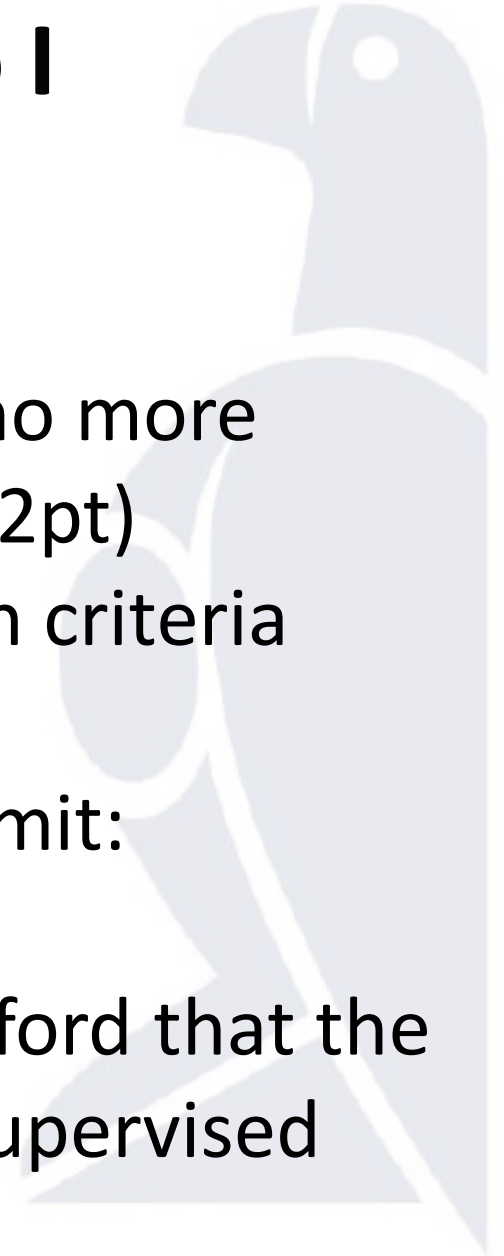 I
no more
2pt)
n criteria
mit:
ford that the
upervised